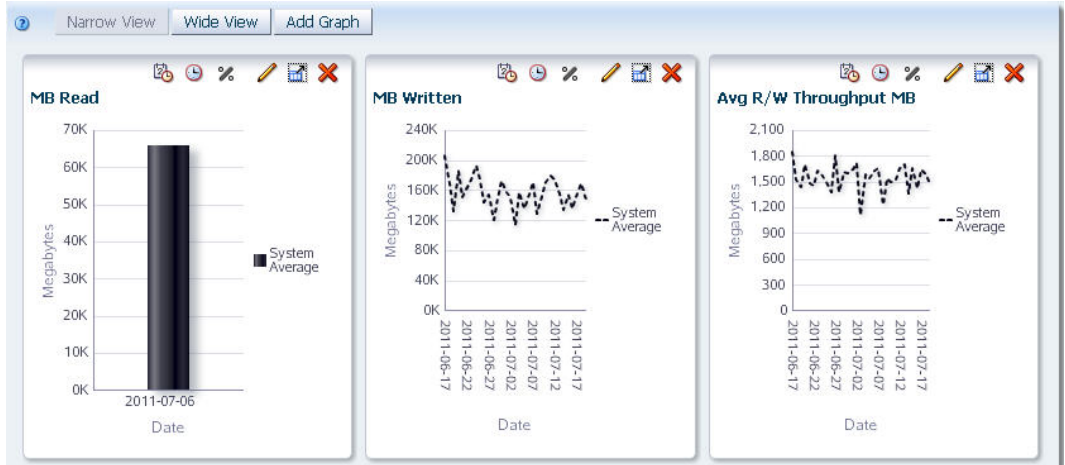 Narrow View Wide View Add Graph
MB Read
70K
60K
50K
40K
30K
20K
10K
0K
Megabytes
2011-07-06
Date
System
Average
MB Written
240K
200K
160K
120K
80K
40K
0K
Megabytes
2011-06-17
2011-06-22
2011-06-27
2011-07-02
2011-07-07
2011-07-12
2011-07-17
Date
System
Average
Avg R/W Throughput MB
2,100
1,800
1,500
1,200
900
600
300
0
Megabytes
2011-06-17
2011-06-22
2011-06-27
2011-07-02
2011-07-07
2011-07-12
2011-07-17
Date
System
Average